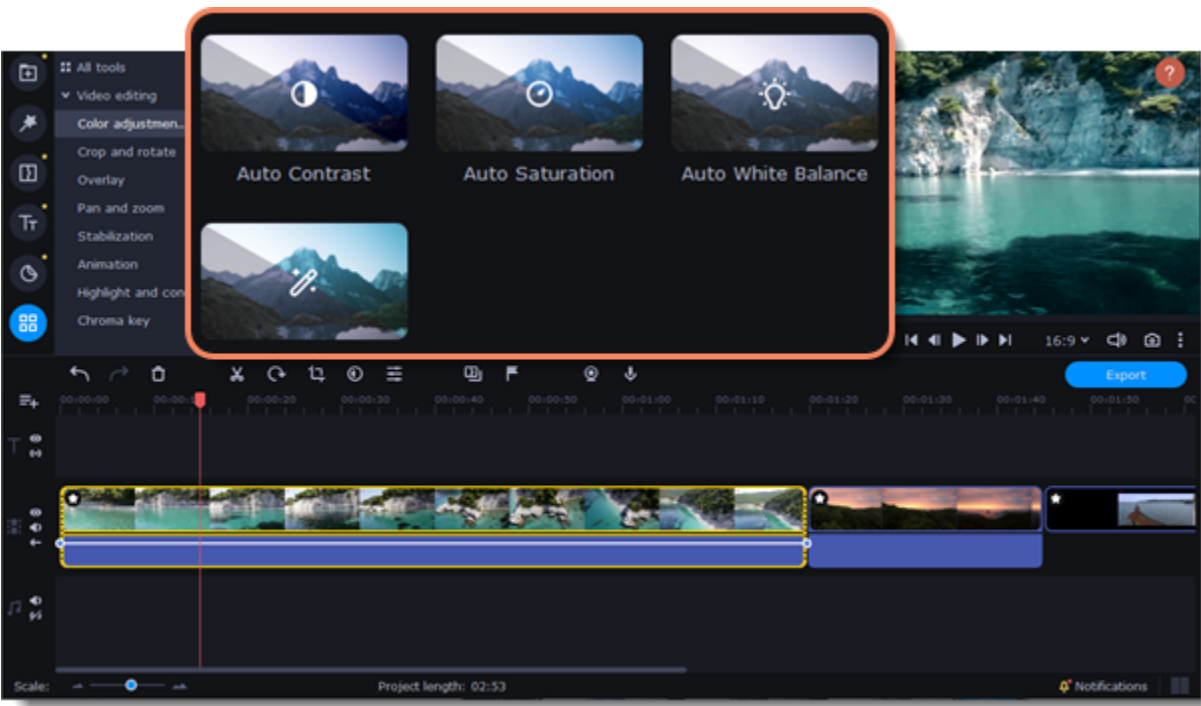 All tools
Video editing
Color adjustmen...
Crop and rotate
Overlay
Pan and zoom
Stabilization
Animation
Highlight and con
Chroma key
Auto Contrast
Auto Saturation
Auto White Balance
?
16:9
Export
00:00:00
00:00:20
00:00:30
00:00:40
00:00:50
00:01:00
00:01:10
00:01:20
00:01:30
00:01:40
00:01:50
Scale:
Project length: 02:53
Notifications